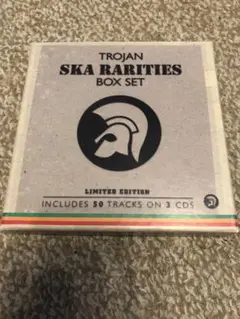 TROJAN
SKA RARITIES
BOX SET
LIMITED EDITION
INCLUDES 50 TRACKS ON 3 CDS